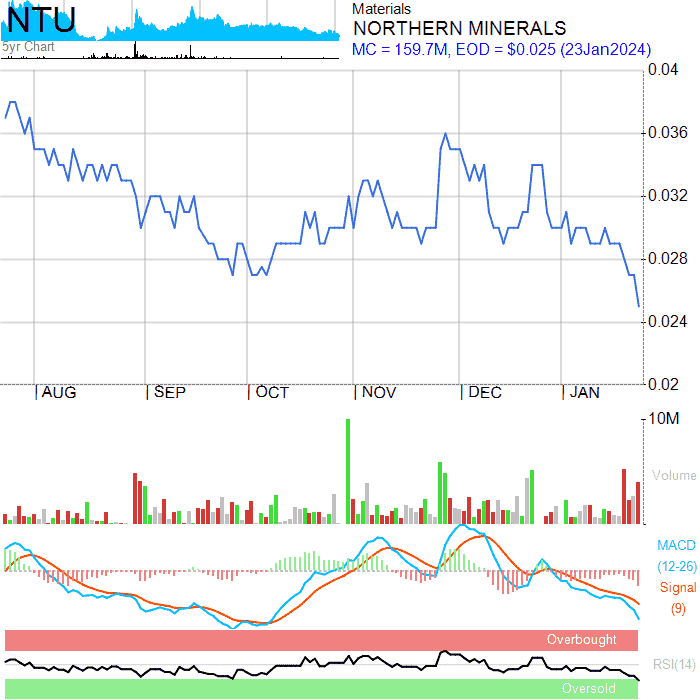 NTU
5yr Chart
Materials
NORTHERN MINERALS
MC = 159.7M, EOD = $0.025 (23Jan2024)
0.04
0.036
0.032
0.028
0.024
0.02
AUG SEP OCT NOV DEC JAN
10M
Volume
MACD
(12-26)
Signal
(9)
Overbought
RSI(14)
Oversold